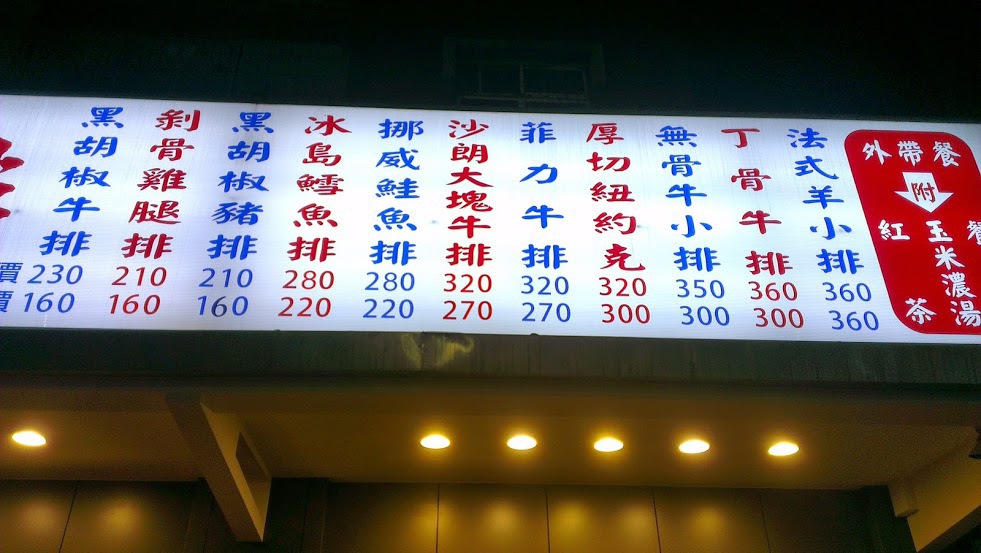 黑胡椒牛排
剝骨雞腿排
黑胡椒豬排
冰島鱈魚排
挪威鮭魚排
沙朗大塊牛排
菲力牛排
厚切紐約克
無骨牛小排
丁骨牛排
法式羊小排
價 230 210 210 280 280 320 320 320 350 360 360
價 160 160 160 220 220 270 270 300 300 300 360
外帶餐
附
紅茶
玉米濃湯
餐